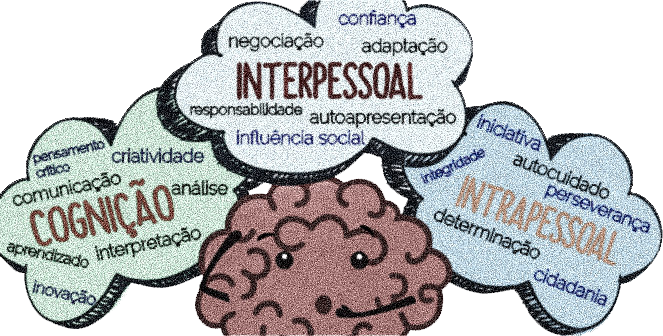 confiança
negociação
adaptação
INTERPESSOAL
responsabilidade
autoapresentação
influência social
pensamento
crítico
criatividade
comunicação
análise
COGNIÇÃO
aprendizado
interpretação
inovação
iniciativa
integridade
autocuidado
perseverança
INTRAPESSOAL
determinação
cidadania